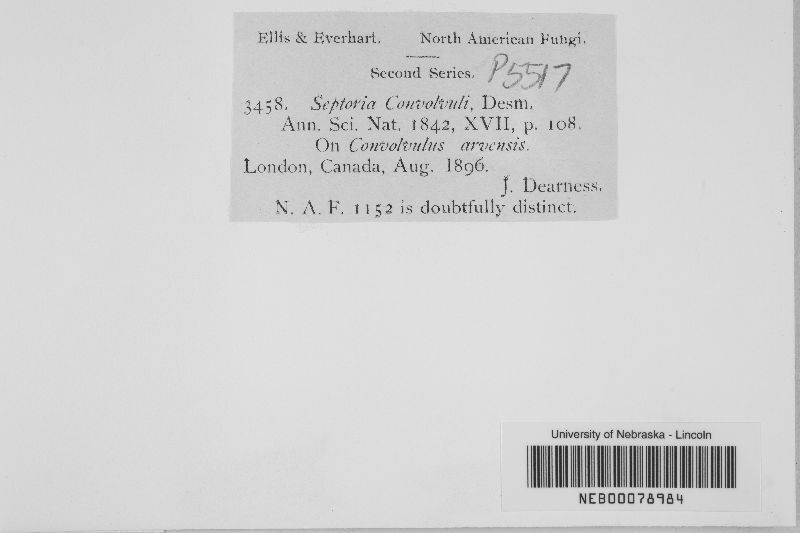 Ellis & Everhart. North American Fungi.
Second Series. P5517
3458. Septoria Convolvuli, Desm.
Ann. Sci. Nat. 1842, XVII, p. 108.
On Convolvulus arvensis.
London, Canada, Aug. 1896.
J. Dearness.
N. A. F. 1152 is doubtfully distinct.
University of Nebraska - Lincoln
NEB00078984